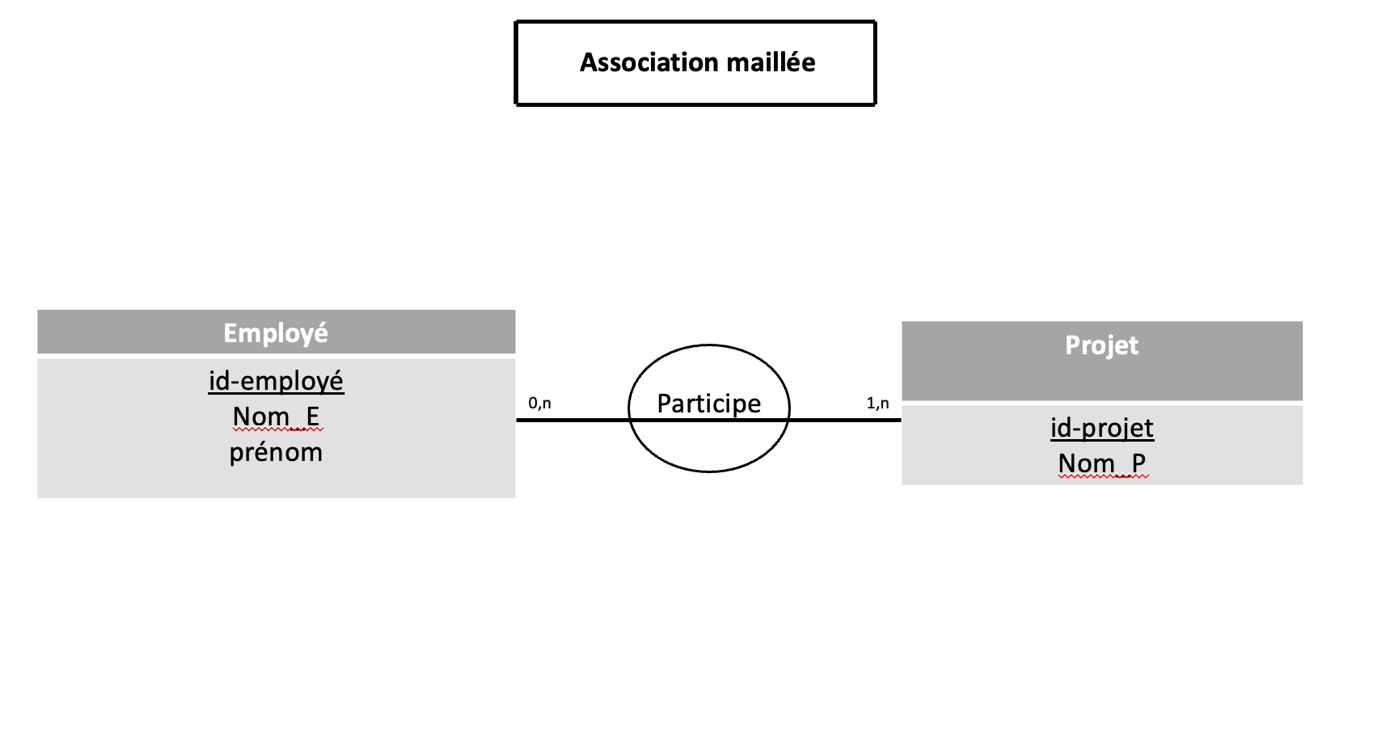 Association maillée
Employé
id-employé
Nom_E
prénom
0,n
Participe
1,n
Projet
id-projet
Nom_P